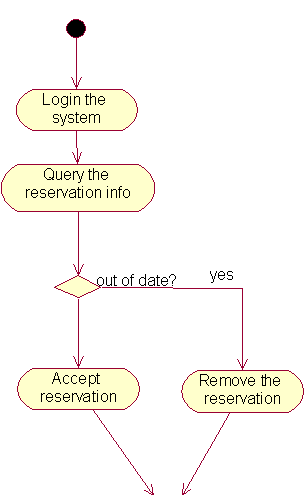 Login the
system
Query the
reservation info
out of date?
yes
Accept
reservation
Remove the
reservation